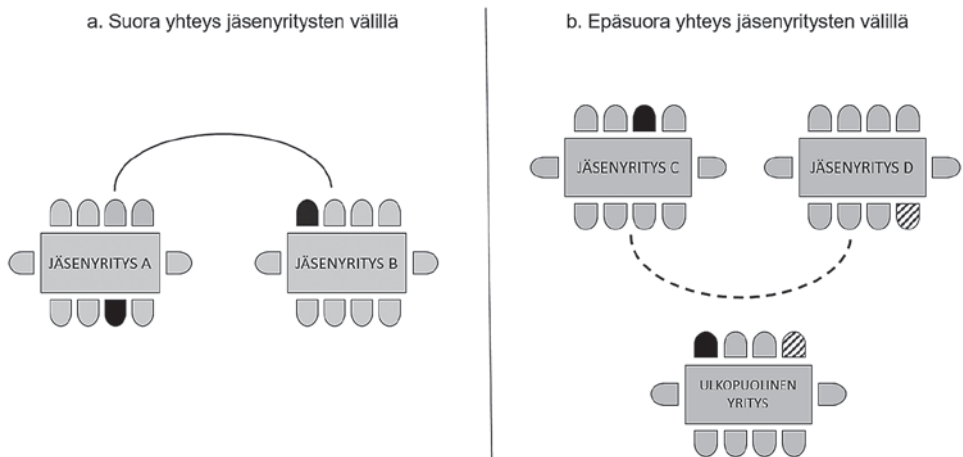 a. Suora yhteys jäsenyritysten välillä
JÄSENYRITYS A
JÄSENYRITYS B
b. Epäsuora yhteys jäsenyritysten välillä
JÄSENYRITYS C
JÄSENYRITYS D
ULKOPUOLINEN
YRITYS